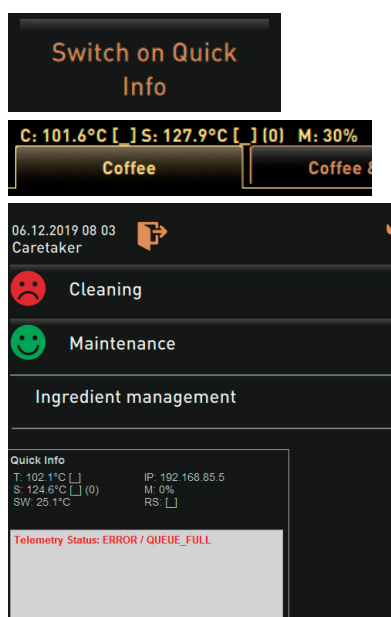 Switch on Quick
Info
C: 101.6°C [_] S: 127.9°C [_] (0) M: 30%
Coffee
Coffee &
06.12.2019 08 03
Caretaker
Cleaning
Maintenance
Ingredient management
Quick Info
T: 102.1°C [_] IP: 192.168.85.5
S: 124.6°C [_] (0) M: 0%
SW: 25.1°C RS: [_]
Telemetry Status: ERROR / QUEUE_FULL